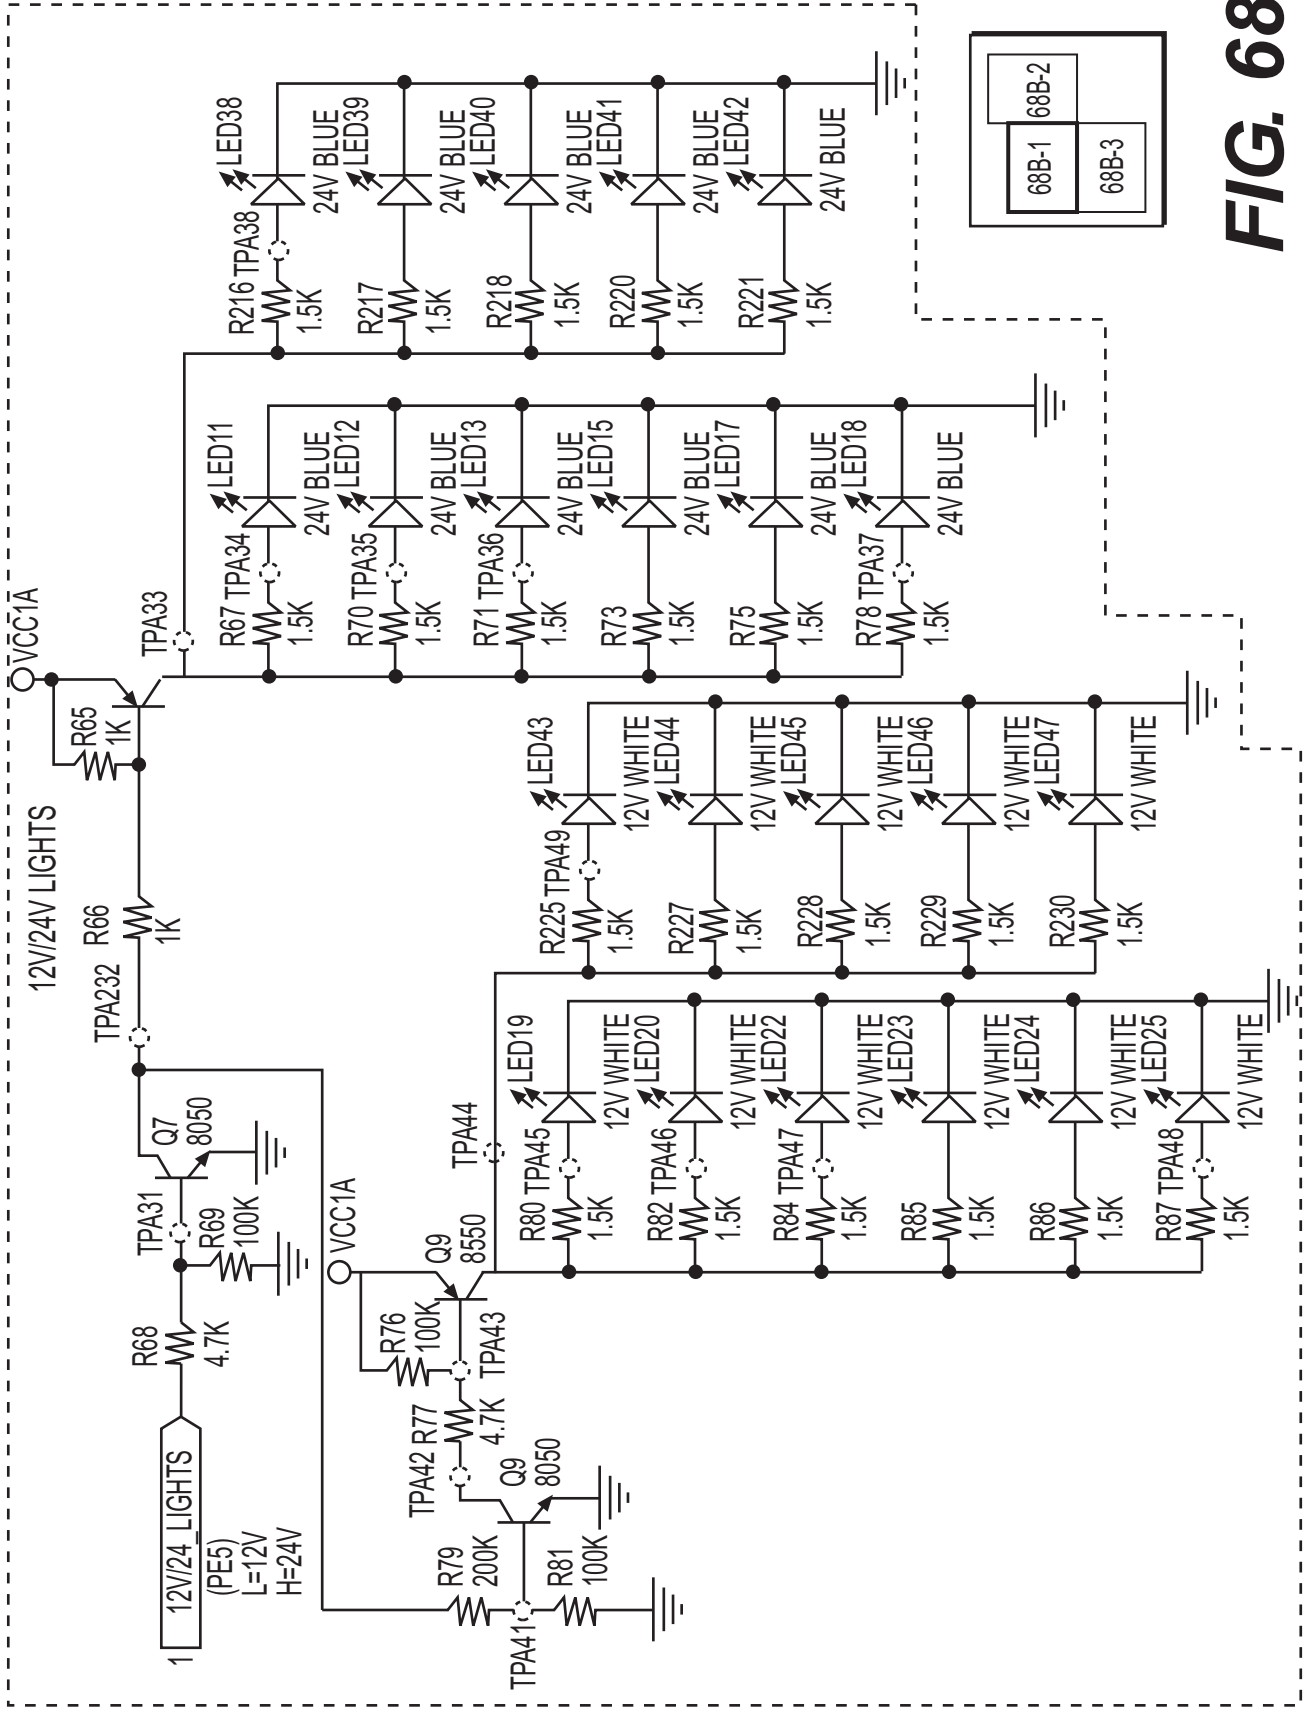 12V/24V LIGHTS
1
12V/24_LIGHTS
(PE5)
L=12V
H=24V
R68
4.7K
TPA31
R69
100K
Q7
8050
TPA232
R66
1K
R65
1K
VCC1A
TPA33
R216
1.5K
TPA38
LED38
24V BLUE
R217
1.5K
LED39
24V BLUE
R218
1.5K
LED40
24V BLUE
R220
1.5K
LED41
24V BLUE
R221
1.5K
LED42
24V BLUE
R67
1.5K
TPA34
LED11
24V BLUE
R70
1.5K
TPA35
LED12
24V BLUE
R71
1.5K
TPA36
LED13
24V BLUE
R73
1.5K
LED15
24V BLUE
R75
1.5K
LED17
24V BLUE
R78
1.5K
TPA37
LED18
24V BLUE
R225
1.5K
TPA49
LED43
12V WHITE
R227
1.5K
LED44
12V WHITE
R228
1.5K
LED45
12V WHITE
R229
1.5K
LED46
12V WHITE
R230
1.5K
LED47
12V WHITE
TPA44
R80
1.5K
TPA45
LED19
12V WHITE
R82
1.5K
TPA46
LED20
12V WHITE
R84
1.5K
TPA47
LED22
12V WHITE
R85
1.5K
LED23
12V WHITE
R86
1.5K
LED24
12V WHITE
R87
1.5K
TPA48
LED25
12V WHITE
VCC1A
Q9
8550
R76
100K
TPA43
R77
4.7K
TPA42
Q9
8050
R79
200K
R81
100K
TPA41
68B-1
68B-2
68B-3
FIG. 68